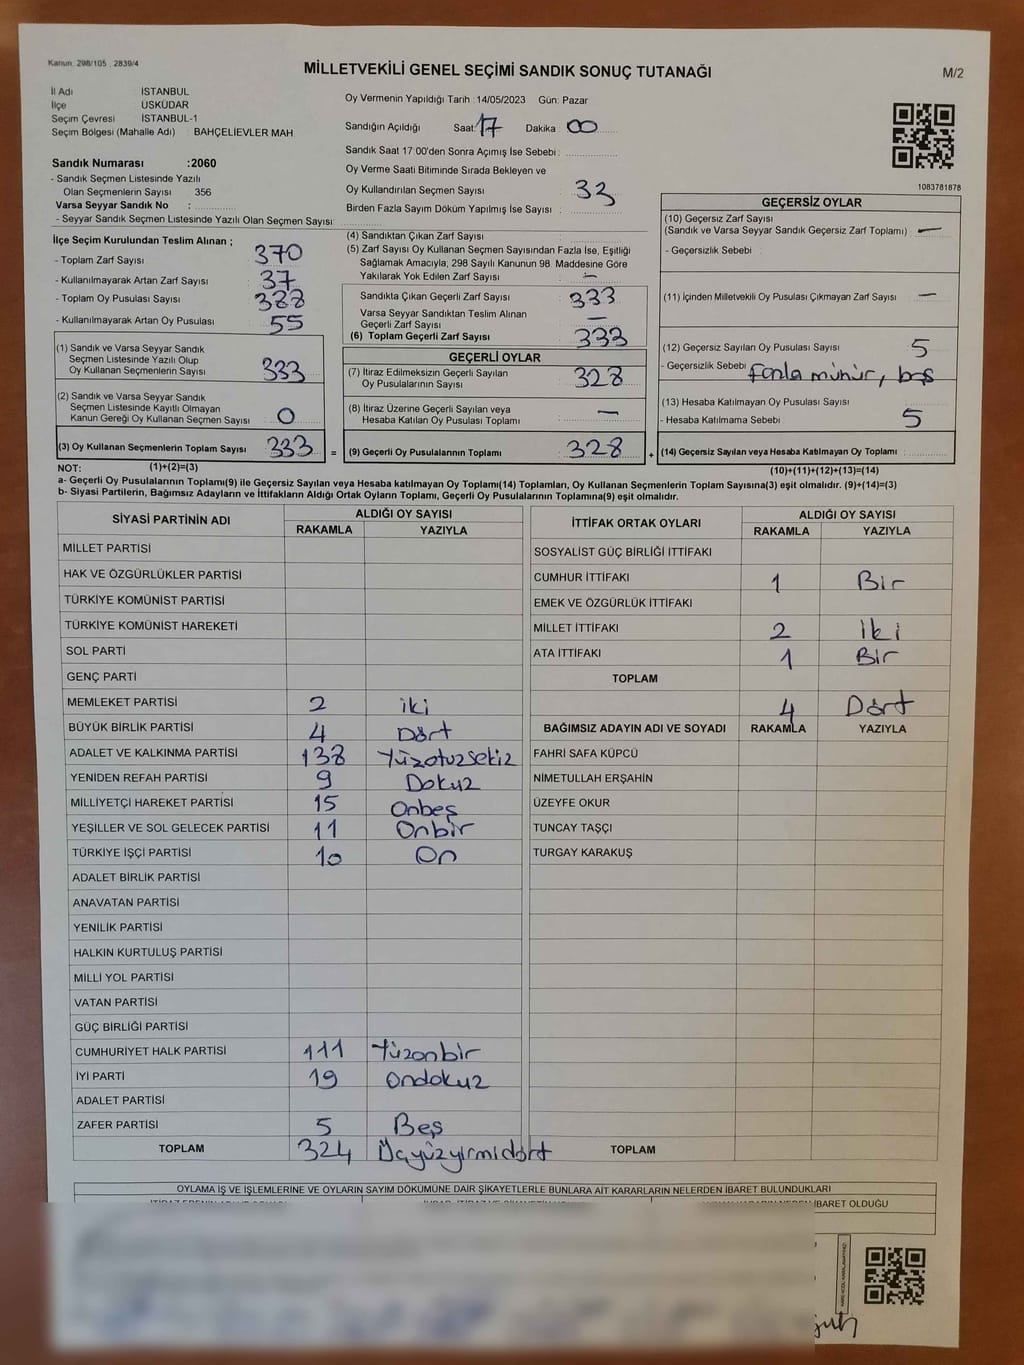 Kanun: 298/105 , 2839/4
MİLLETVEKİLİ GENEL SEÇİMİ SANDIK SONUÇ TUTANAĞI
M/2
İl Adı İSTANBUL
İlçe ÜSKÜDAR
Seçim Çevresi İSTANBUL-1
Seçim Bölgesi (Mahalle Adı) : BAHÇELİEVLER MAH.
Sandık Numarası :2060
- Sandık Seçmen Listesinde Yazılı
Olan Seçmenlerin Sayısı 356
Varsa Seyyar Sandık No :
- Seyyar Sandık Seçmen Listesinde Yazılı Olan Seçmen Sayısı:
Oy Vermenin Yapıldığı Tarih :14/05/2023 Gün: Pazar
Sandığın Açıldığı Saat: 17 Dakika 00
Sandık Saat 17.00'den Sonra Açımış İse Sebebi :
Oy Verme Saati Bitiminde Sırada Bekleyen ve
Oy Kullandırılan Seçmen Sayısı : 33
Birden Fazla Sayım Döküm Yapılmış İse Sayısı :
1083781878
İlçe Seçim Kurulundan Teslim Alınan ;
- Toplam Zarf Sayısı : 370
- Kullanılmayarak Artan Zarf Sayısı : 37
- Toplam Oy Pusulası Sayısı : 388
- Kullanılmayarak Artan Oy Pusulası : 55
(1) Sandık ve Varsa Seyyar Sandık
Seçmen Listesinde Yazılı Olup
Oy Kullanan Seçmenlerin Sayısı : 333
(2) Sandık ve Varsa Seyyar Sandık
Seçmen Listesinde Kayıtlı Olmayan
Kanun Gereği Oy Kullanan Seçmen Sayısı : 0
(3) Oy Kullanan Seçmenlerin Toplam Sayısı : 333
(4) Sandıktan Çıkan Zarf Sayısı :
(5) Zarf Sayısı Oy Kullanan Seçmen Sayısından Fazla İse, Eşitliği
Sağlamak Amacıyla, 298 Sayılı Kanunun 98. Maddesine Göre
Yakılarak Yok Edilen Zarf Sayısı : —
Sandıkta Çıkan Geçerli Zarf Sayısı : 333
Varsa Seyyar Sandıktan Teslim Alınan
Geçerli Zarf Sayısı : —
(6) Toplam Geçerli Zarf Sayısı : 333
GEÇERLİ OYLAR
(7) İtiraz Edilmeksizin Geçerli Sayılan
Oy Pusulalarının Sayısı : 328
(8) İtiraz Üzerine Geçerli Sayılan veya
Hesaba Katılan Oy Pusulası Toplamı : —
= (9) Geçerli Oy Pusulalarının Toplamı : 328
GEÇERSİZ OYLAR
(10) Geçersiz Zarf Sayısı
(Sandık ve Varsa Seyyar Sandık Geçersiz Zarf Toplamı) : —
- Geçersizlik Sebebi :
(11) İçinden Milletvekili Oy Pusulası Çıkmayan Zarf Sayısı : —
(12) Geçersiz Sayılan Oy Pusulası Sayısı : 5
- Geçersizlik Sebebi fazla mühür, boş
(13) Hesaba Katılmayan Oy Pusulası Sayısı :
- Hesaba Katılmama Sebebi : 5
+ (14) Geçersiz Sayılan veya Hesaba Katılmayan Oy Toplamı :
NOT: (1)+(2)=(3) (10)+(11)+(12)+(13)=(14)
a- Geçerli Oy Pusulalarının Toplamı(9) ile Geçersiz Sayılan veya Hesaba katılmayan Oy Toplamı(14) Toplamları, Oy Kullanan Seçmenlerin Toplam Sayısına(3) eşit olmalıdır. (9)+(14)=(3)
b- Siyasi Partilerin, Bağımsız Adayların ve İttifakların Aldığı Ortak Oyların Toplamı, Geçerli Oy Pusulalarının Toplamına(9) eşit olmalıdır.
SİYASİ PARTİNİN ADI ALDIĞI OY SAYISI
RAKAMLA YAZIYLA
MİLLET PARTİSİ
HAK VE ÖZGÜRLÜKLER PARTİSİ
TÜRKİYE KOMÜNİST PARTİSİ
TÜRKİYE KOMÜNİST HAREKETİ
SOL PARTİ
GENÇ PARTİ
MEMLEKET PARTİSİ 2 iki
BÜYÜK BİRLİK PARTİSİ 4 Dört
ADALET VE KALKINMA PARTİSİ 138 Yüzotuzsekiz
YENİDEN REFAH PARTİSİ 9 Dokuz
MİLLİYETÇİ HAREKET PARTİSİ 15 Onbeş
YEŞİLLER VE SOL GELECEK PARTİSİ 11 Onbir
TÜRKİYE İŞÇİ PARTİSİ 10 On
ADALET BİRLİK PARTİSİ
ANAVATAN PARTİSİ
YENİLİK PARTİSİ
HALKIN KURTULUŞ PARTİSİ
MİLLİ YOL PARTİSİ
VATAN PARTİSİ
GÜÇ BİRLİĞİ PARTİSİ
CUMHURİYET HALK PARTİSİ 111 Yüzonbir
İYİ PARTİ 19 Ondokuz
ADALET PARTİSİ
ZAFER PARTİSİ 5 Beş
TOPLAM 324 Üçyüzyirmidört
İTTİFAK ORTAK OYLARI ALDIĞI OY SAYISI
RAKAMLA YAZIYLA
SOSYALİST GÜÇ BİRLİĞİ İTTİFAKI
CUMHUR İTTİFAKI 1 Bir
EMEK VE ÖZGÜRLÜK İTTİFAKI
MİLLET İTTİFAKI 2 İki
ATA İTTİFAKI 1 Bir
TOPLAM
4 Dört
BAĞIMSIZ ADAYIN ADI VE SOYADI RAKAMLA YAZIYLA
FAHRİ SAFA KÜPCÜ
NİMETULLAH ERŞAHİN
ÜZEYFE OKUR
TUNCAY TAŞÇI
TURGAY KARAKUŞ
TOPLAM
OYLAMA İŞ VE İŞLEMLERİNE VE OYLARIN SAYIM DÖKÜMÜNE DAİR ŞİKAYETLERLE BUNLARA AİT KARARLARIN NELERDEN İBARET BULUNDUKLARI
İBARET OLDUĞU